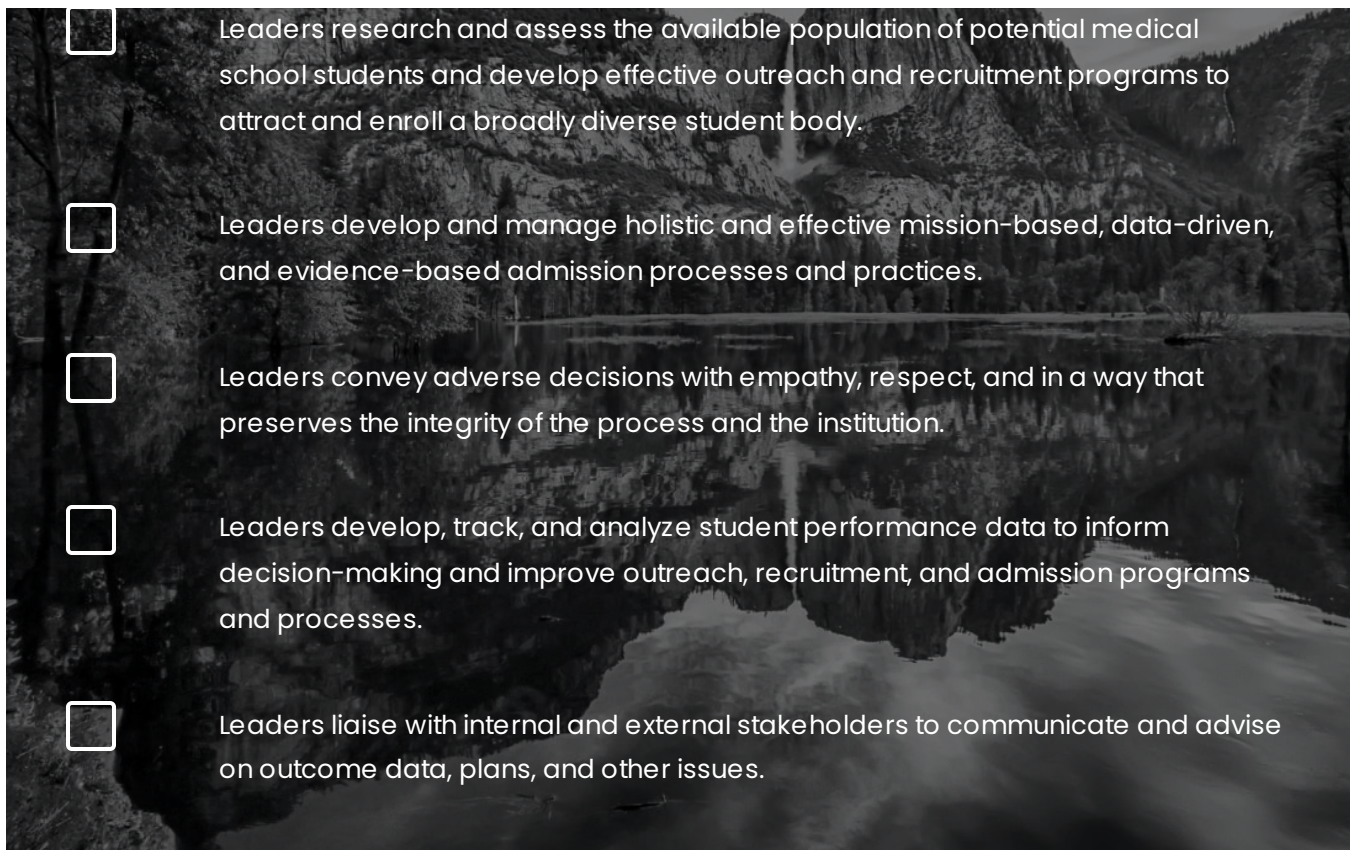 Leaders research and assess the available population of potential medical
school students and develop effective outreach and recruitment programs to
attract and enroll a broadly diverse student body.
Leaders develop and manage holistic and effective mission-based, data-driven,
and evidence-based admission processes and practices.
Leaders convey adverse decisions with empathy, respect, and in a way that
preserves the integrity of the process and the institution.
Leaders develop, track, and analyze student performance data to inform
decision-making and improve outreach, recruitment, and admission programs
and processes.
Leaders liaise with internal and external stakeholders to communicate and advise
on outcome data, plans, and other issues.